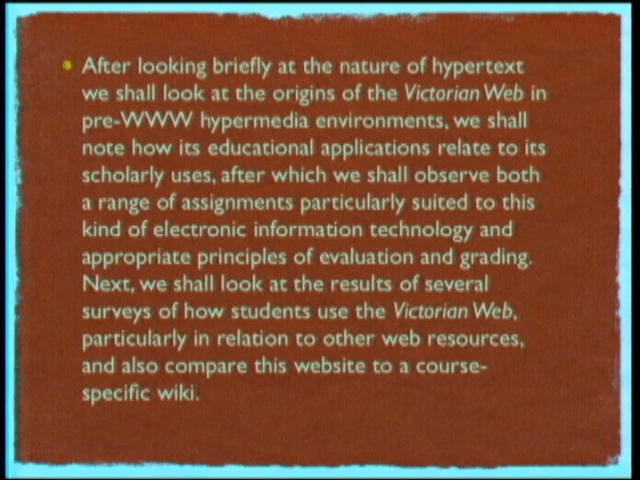 After looking briefly at the nature of hypertext
we shall look at the origins of the Victorian Web in
pre-WWW hypermedia environments, we shall
note how its educational applications relate to its
scholarly uses, after which we shall observe both
a range of assignments particularly suited to this
kind of electronic information technology and
appropriate principles of evaluation and grading.
Next, we shall look at the results of several
surveys of how students use the Victorian Web,
particularly in relation to other web resources,
and also compare this website to a course-
specific wiki.